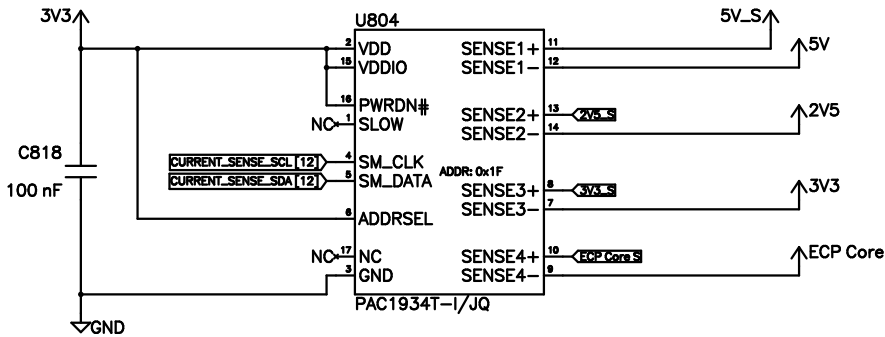 3V3
U804
5V_S
2 VDD
15 VDDIO
16 PWRDN#
NC 1 SLOW
CURRENT_SENSE_SCL [12] 4 SM_CLK
CURRENT_SENSE_SDA [12] 5 SM_DATA
6 ADDRSEL
NC 17 NC
3 GND
ADDR: 0x1F
SENSE1+ 11
SENSE1- 12 5V
SENSE2+ 13 2V5_S
SENSE2- 14 2V5
SENSE3+ 8 3V3_S
SENSE3- 7 3V3
SENSE4+ 10 ECP Core S
SENSE4- 9 ECP Core
C818
100 nF
PAC1934T-I/JQ
GND